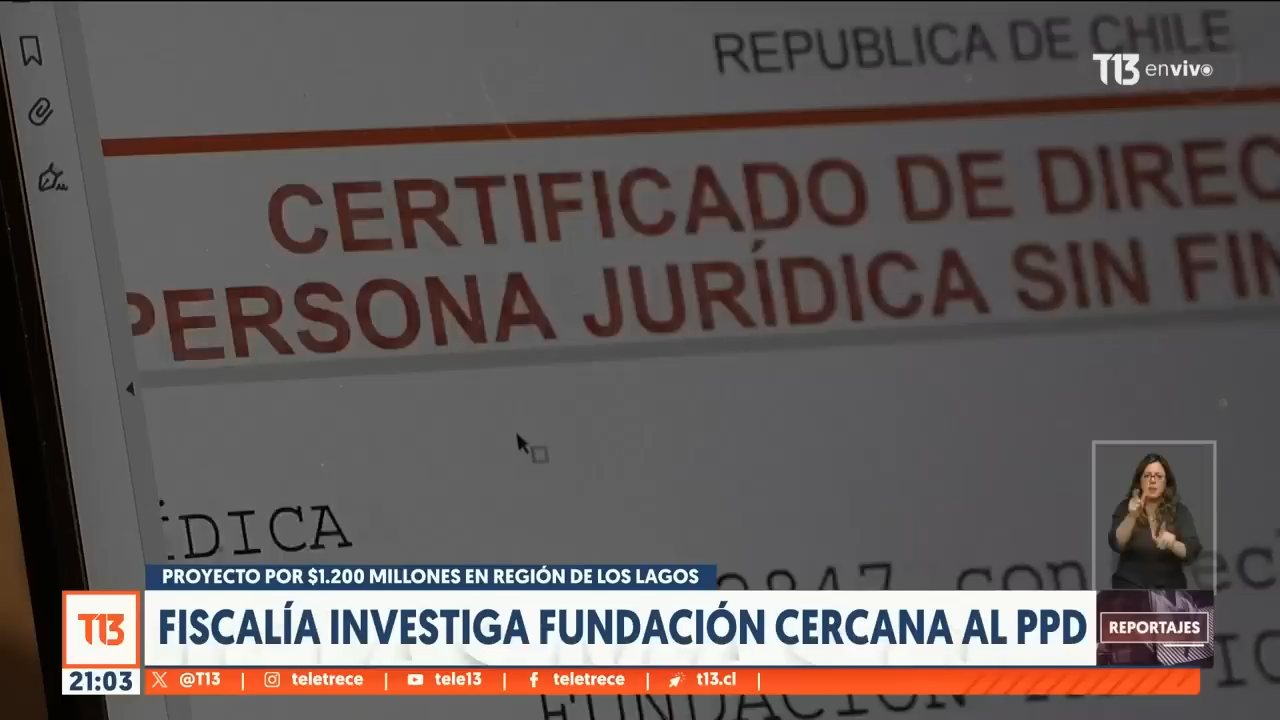 REPUBLICA DE CHILE
T13 envivo
CERTIFICADO DE DIREC
PERSONA JURÍDICA SIN FIN
ÍDICA
PROYECTO POR $1.200 MILLONES EN REGIÓN DE LOS LAGOS
T13
FISCALÍA INVESTIGA FUNDACIÓN CERCANA AL PPD
REPORTAJES
21:03
@T13 | teletrece | tele13 | teletrece | t13.cl |